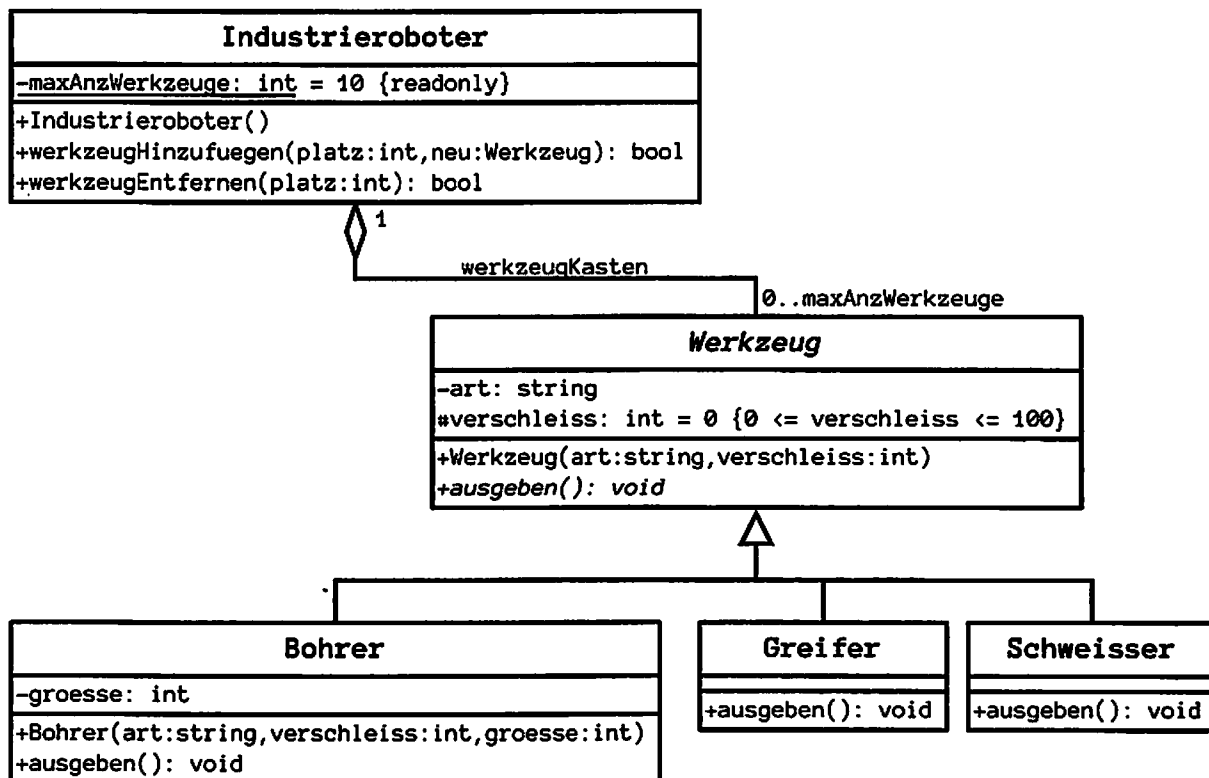 Industrieroboter
-maxAnzWerkzeuge: int = 10 {readonly}
+Industrieroboter()
+werkzeugHinzufuegen(platz:int,neu:Werkzeug): bool
+werkzeugEntfernen(platz:int): bool
1
werkzeugKasten
0..maxAnzWerkzeuge
Werkzeug
-art: string
#verschleiss: int = 0 {0 <= verschleiss <= 100}
+Werkzeug(art:string,verschleiss:int)
+ausgeben(): void
Bohrer
-groesse: int
+Bohrer(art:string,verschleiss:int,groesse:int)
+ausgeben(): void
Greifer
+ausgeben(): void
Schweisser
+ausgeben(): void